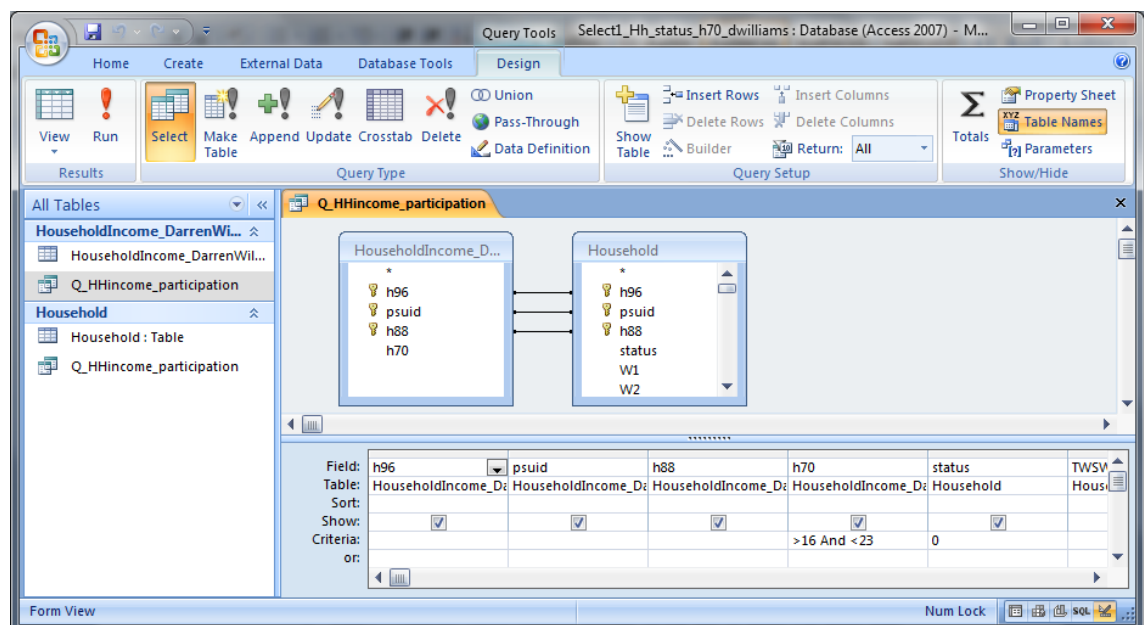 Query Tools Select1_Hh_status_h70_dwilliams : Database (Access 2007) - M...
Home Create External Data Database Tools Design
View
Run
Select
Make
Table
Append
Update
Crosstab
Delete
Union
Pass-Through
Data Definition
Show
Table
Insert Rows
Delete Rows
Builder
Insert Columns
Delete Columns
Return: All
Totals
Property Sheet
XYZ
Table Names
[?] Parameters
Results Query Type Query Setup Show/Hide
All Tables
HouseholdIncome_DarrenWi...
HouseholdIncome_DarrenWil...
Q_HHincome_participation
Household
Household : Table
Q_HHincome_participation
Q_HHincome_participation
HouseholdIncome_D...
*
h96
psuid
h88
h70
Household
*
h96
psuid
h88
status
W1
W2
Field: h96 psuid h88 h70 status TWSW
Table: HouseholdIncome_Da HouseholdIncome_Da HouseholdIncome_Da HouseholdIncome_Da Household House
Sort:
Show:
Criteria: >16 And <23 0
or:
Form View Num Lock SQL